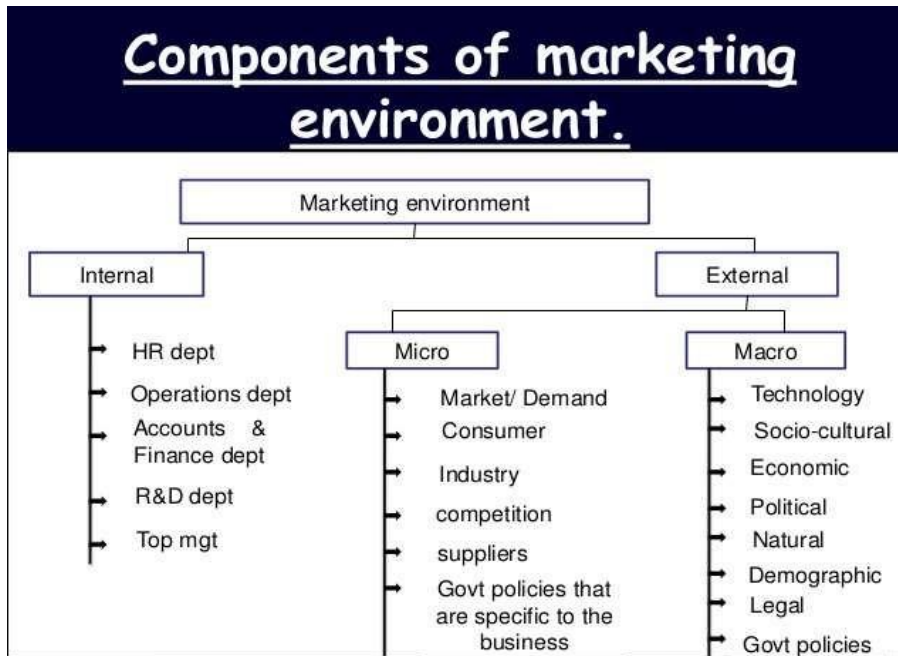 Components of marketing
environment.
Marketing environment
Internal
External
HR dept
Operations dept
Accounts &
Finance dept
R&D dept
Top mgt
Micro
Market/ Demand
Consumer
Industry
competition
suppliers
Govt policies that
are specific to the
business
Macro
Technology
Socio-cultural
Economic
Political
Natural
Demographic
Legal
Govt policies